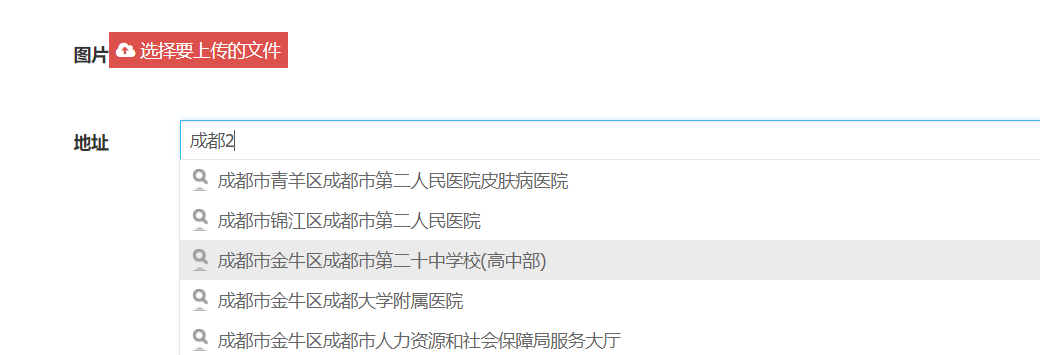 图片 选择要上传的文件
地址 成都2
成都市青羊区成都市第二人民医院皮肤病医院
成都市锦江区成都市第二人民医院
成都市金牛区成都市第二十中学校(高中部)
成都市金牛区成都大学附属医院
成都市金牛区成都市人力资源和社会保障局服务大厅